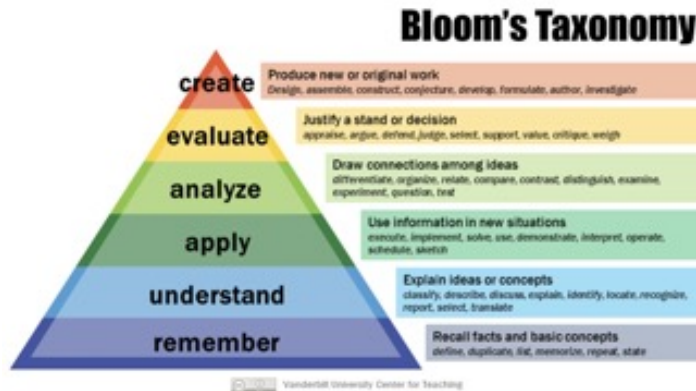 Bloom's Taxonomy
create
Produce new or original work
Design, assemble, construct, conjecture, develop, formulate, author, investigate
evaluate
Justify a stand or decision
appraise, argue, defend, judge, select, support, value, critique, weigh
analyze
Draw connections among ideas
differentiate, organize, relate, compare, contrast, distinguish, examine,
experiment, question, test
apply
Use information in new situations
execute, implement, solve, use, demonstrate, interpret, operate,
schedule, sketch
understand
Explain ideas or concepts
classify, describe, discuss, explain, identify, locate, recognize,
report, select, translate
remember
Recall facts and basic concepts
define, duplicate, list, memorize, repeat, state
Vanderbilt University Center for Teaching